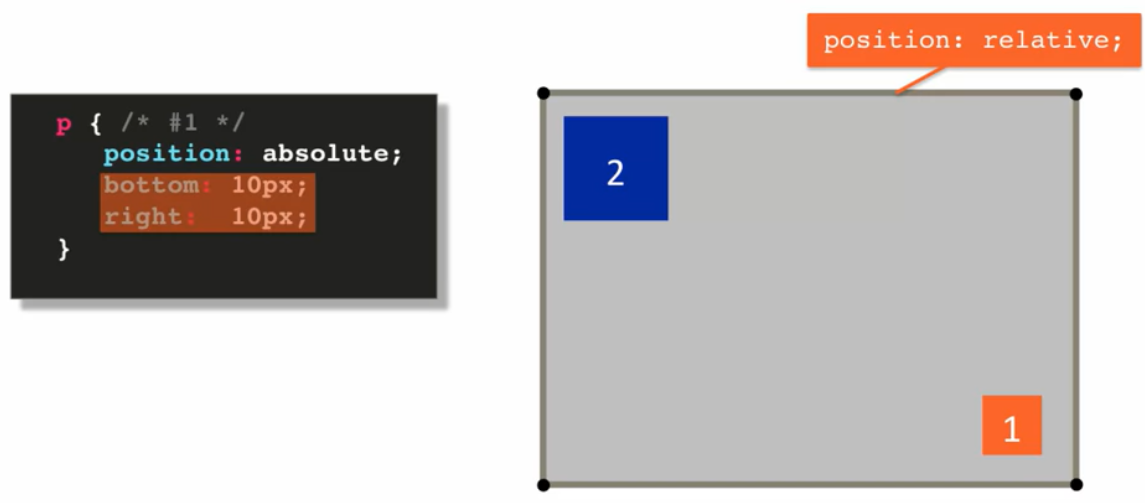 position: relative;
p { /* #1 */
position: absolute;
bottom: 10px;
right: 10px;
}
2
1